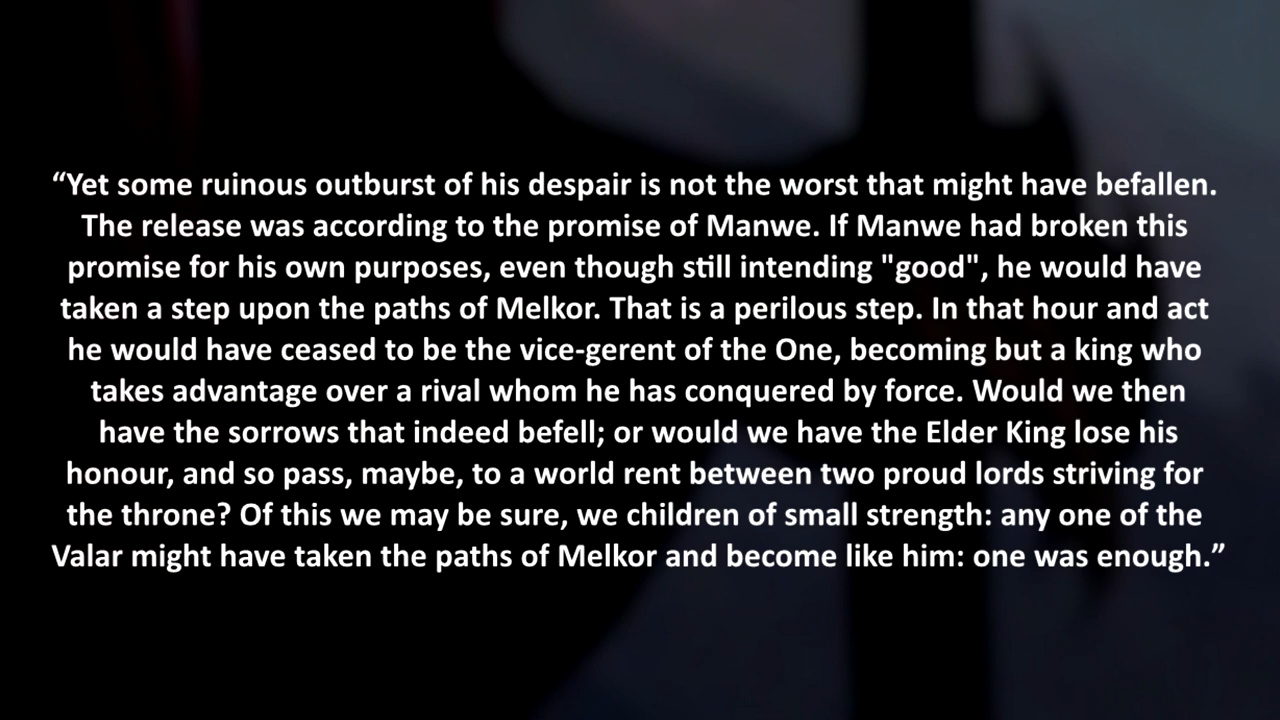 “Yet some ruinous outburst of his despair is not the worst that might have befallen.
The release was according to the promise of Manwe. If Manwe had broken this
promise for his own purposes, even though still intending "good", he would have
taken a step upon the paths of Melkor. That is a perilous step. In that hour and act
he would have ceased to be the vice-gerent of the One, becoming but a king who
takes advantage over a rival whom he has conquered by force. Would we then
have the sorrows that indeed befell; or would we have the Elder King lose his
honour, and so pass, maybe, to a world rent between two proud lords striving for
the throne? Of this we may be sure, we children of small strength: any one of the
Valar might have taken the paths of Melkor and become like him: one was enough.”